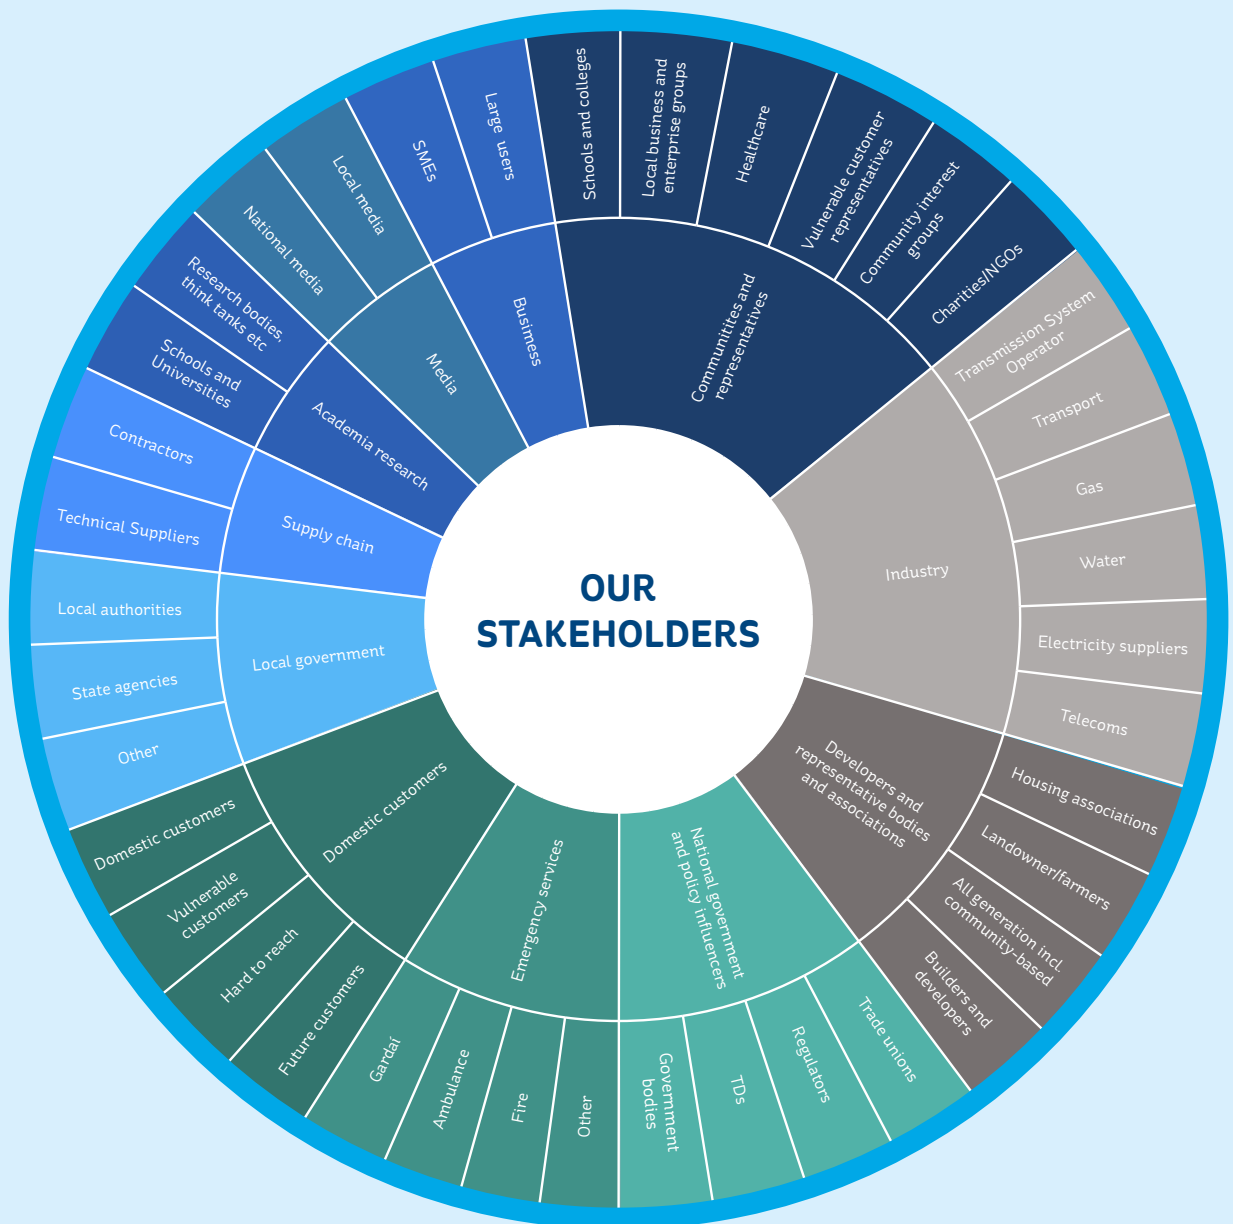 OUR
STAKEHOLDERS
Communitites and
representatives
Schools and colleges
Local business and
enterprise groups
Healthcare
Vulnerable customer
representatives
Community interest
groups
Charities/NGOs
Industry
Transmission System
Operator
Transport
Gas
Water
Electricity suppliers
Telecoms
Developers and
representative bodies
and associations
Housing associations
Landowner/farmers
All generation incl.
community-based
Builders and
developers
National government
and policy influencers
Trade unions
Regulators
TDs
Government
bodies
Emergency services
Other
Fire
Ambulance
Gardaí
Domestic customers
Future customers
Hard to reach
Vulnerable
customers
Domestic customers
Local government
Other
State agencies
Local authorities
Supply chain
Technical Suppliers
Contractors
Academia research
Schools and
Universities
Research bodies,
think tanks etc
Media
National media
Local media
Busimess
SMEs
Large users